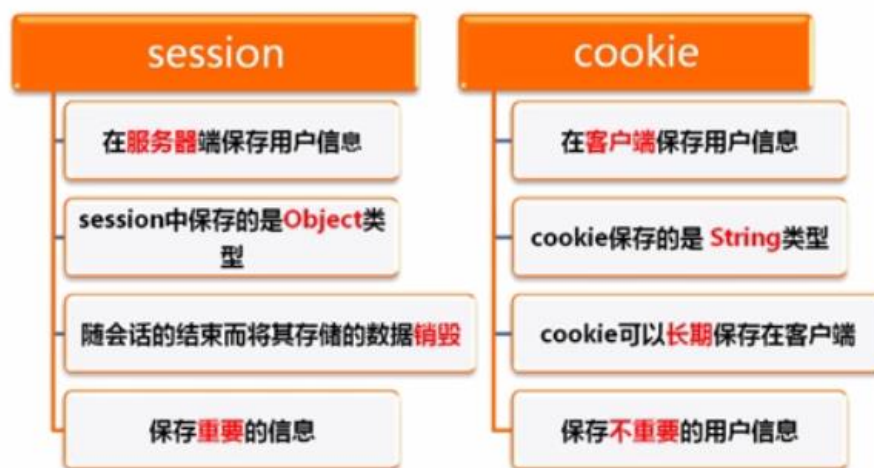 session
在服务器端保存用户信息
session中保存的是Object类
型
随会话的结束而将其存储的数据销毁
保存重要的信息
cookie
在客户端保存用户信息
cookie保存的是 String类型
cookie可以长期保存在客户端
保存不重要的用户信息